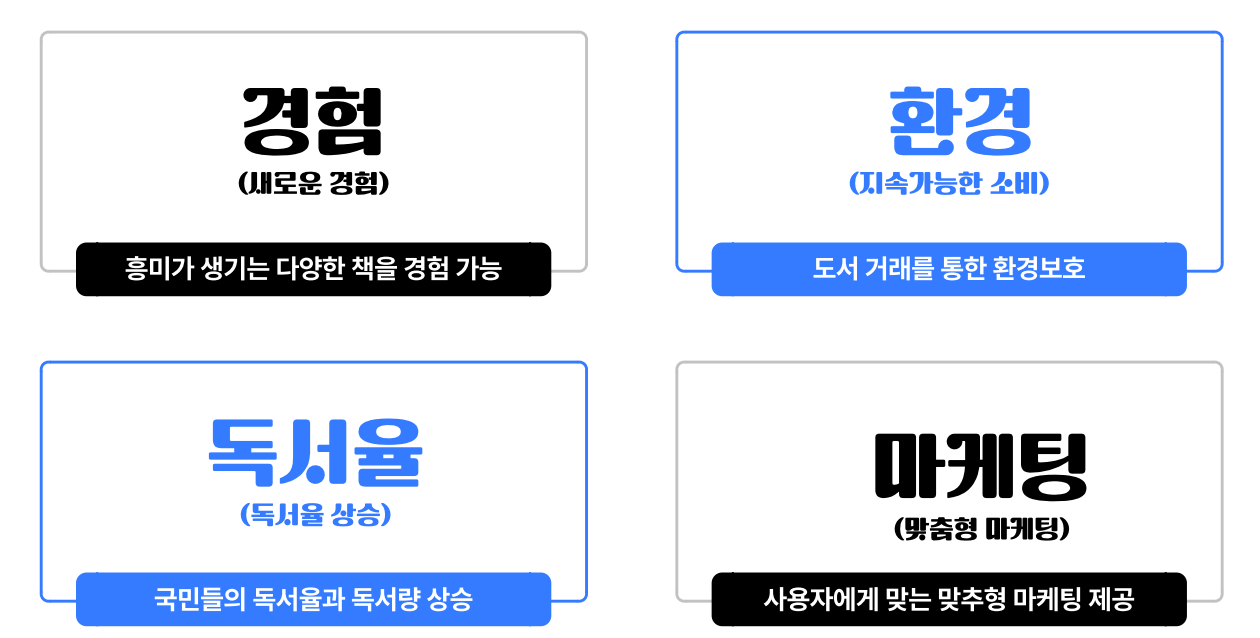 경험
(새로운 경험)
흥미가 생기는 다양한 책을 경험 가능
환경
(지속가능한 소비)
도서 거래를 통한 환경보호
독서율
(독서율 상승)
국민들의 독서율과 독서량 상승
마케팅
(맞춤형 마케팅)
사용자에게 맞는 맞추형 마케팅 제공